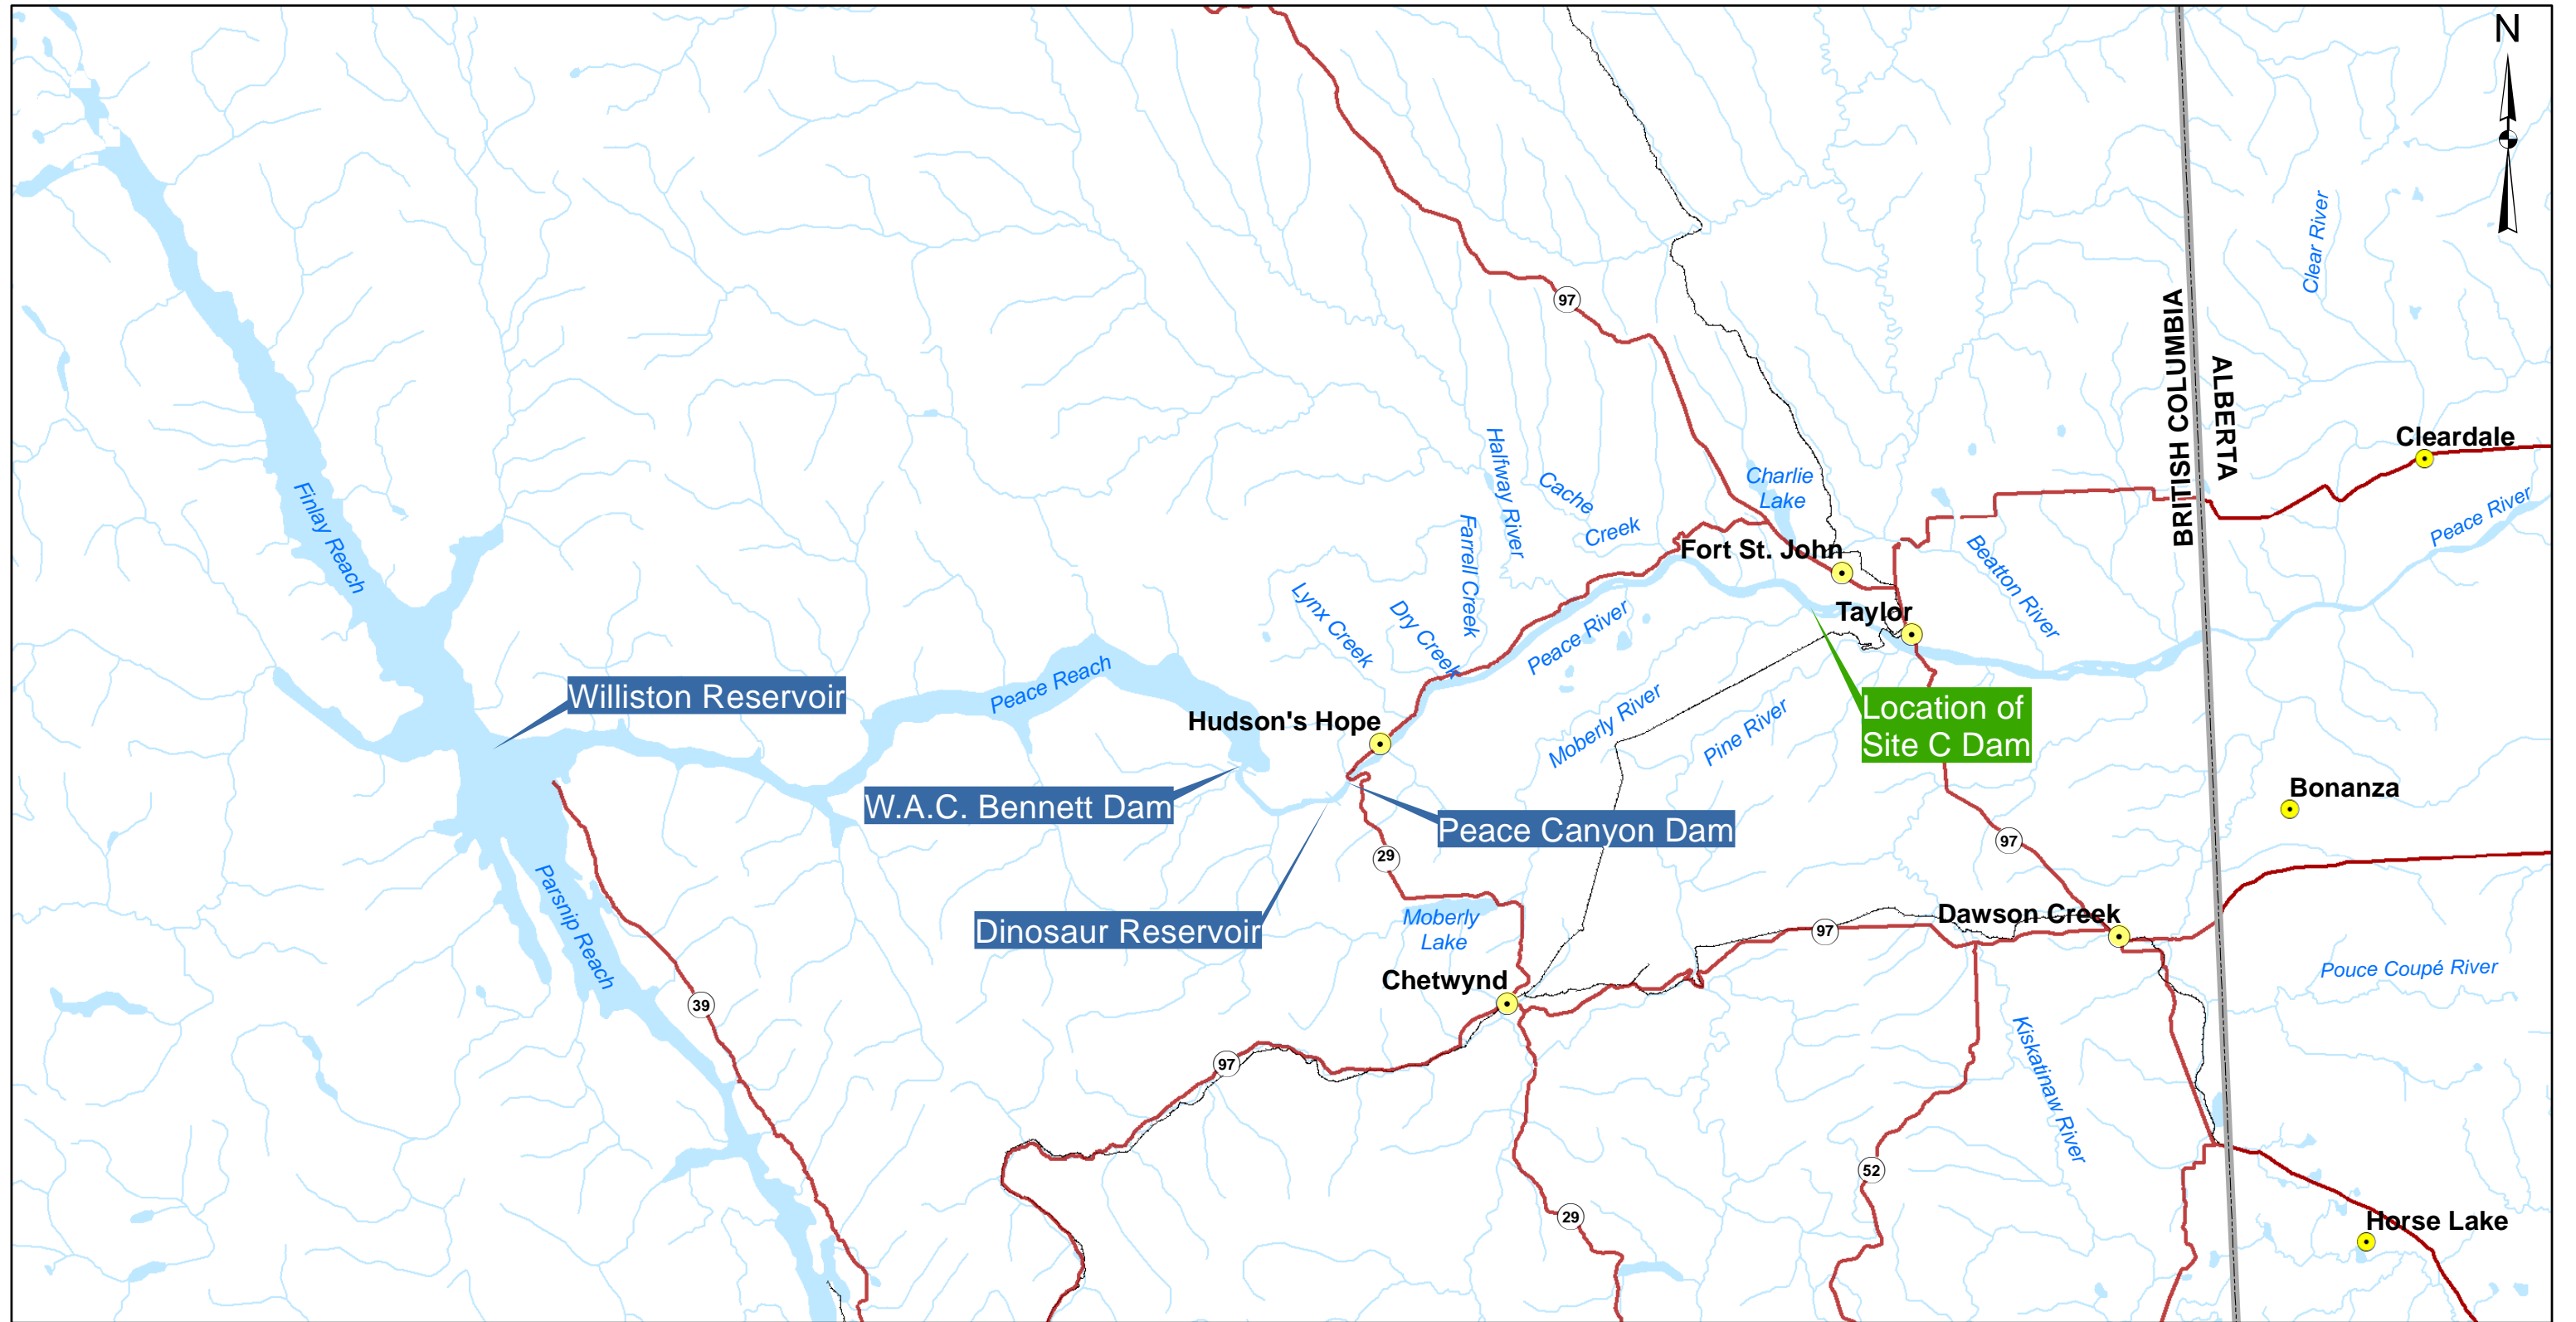 N
97
Clear River
BRITISH COLUMBIA
ALBERTA
Cleardale
Peace River
Halfway River
Cache
Creek
Charlie
Lake
Farrell Creek
Fort St. John
Beatton River
Finlay Reach
Lynx Creek
Dry Creek
Peace River
Taylor
Peace Reach
Williston Reservoir
Moberly River
Pine River
Location of
Site C Dam
Hudson's Hope
W.A.C. Bennett Dam
Peace Canyon Dam
Bonanza
97
29
Parsnip Reach
Dinosaur Reservoir
Moberly
Lake
97
Dawson Creek
Chetwynd
Pouce Coupé River
39
97
Kiskatinaw River
52
29
Horse Lake